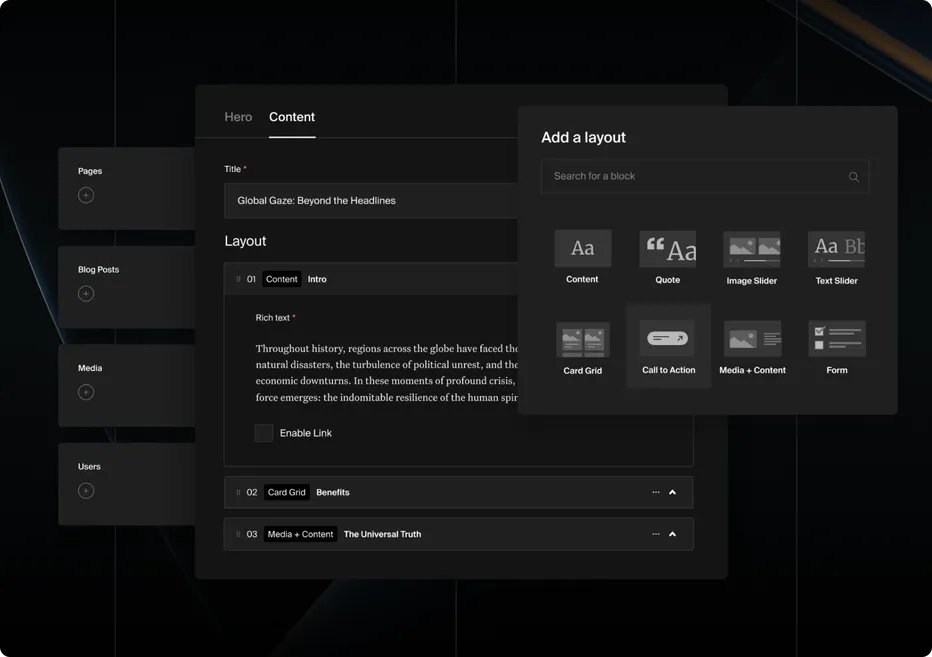 Pages
Blog Posts
Media
Users
Hero
Content
Title *
Global Gaze: Beyond the Headlines
Layout
01 Content Intro
Rich text *
Throughout history, regions across the globe have faced the
natural disasters, the turbulence of political unrest, and the
economic downturns. In these moments of profound crisis,
force emerges: the indomitable resilience of the human spir
Enable Link
02 Card Grid Benefits
03 Media + Content The Universal Truth
Add a layout
Search for a block
Aa
“Aa
Aa Bb
Content
Quote
Image Slider
Text Slider
Card Grid
Call to Action
Media + Content
Form